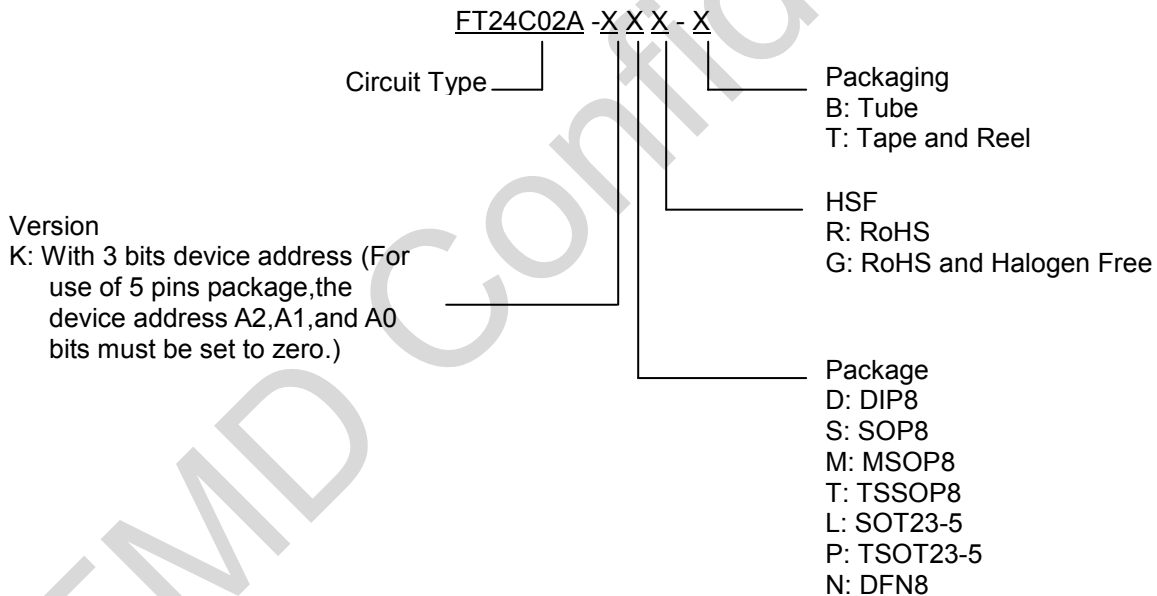 FT24C02A -X X X - X
Circuit Type
Packaging
B: Tube
T: Tape and Reel
HSF
R: RoHS
G: RoHS and Halogen Free
Version
K: With 3 bits device address (For
use of 5 pins package,the
device address A2,A1,and A0
bits must be set to zero.)
Package
D: DIP8
S: SOP8
M: MSOP8
T: TSSOP8
L: SOT23-5
P: TSOT23-5
N: DFN8